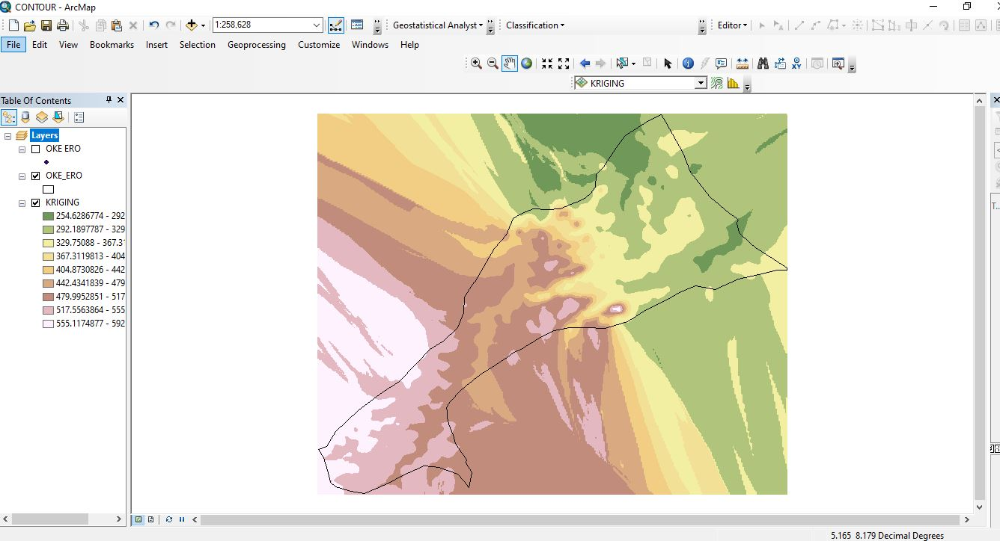 CONTOUR - ArcMap
1:258,628
Geostatistical Analyst
Classification
Editor
File Edit View Bookmarks Insert Selection Geoprocessing Customize Windows Help
XY
KRIGING
Table Of Contents
Layers
OKE ERO
OKE_ERO
KRIGING
254.6286774 - 292
292.1897787 - 329
329.75088 - 367.3
367.3119813 - 404
404.8730826 - 442
442.4341839 - 479
479.9952851 - 517
517.5563864 - 555
555.1174877 - 592
T..
5.165 8.179 Decimal Degrees